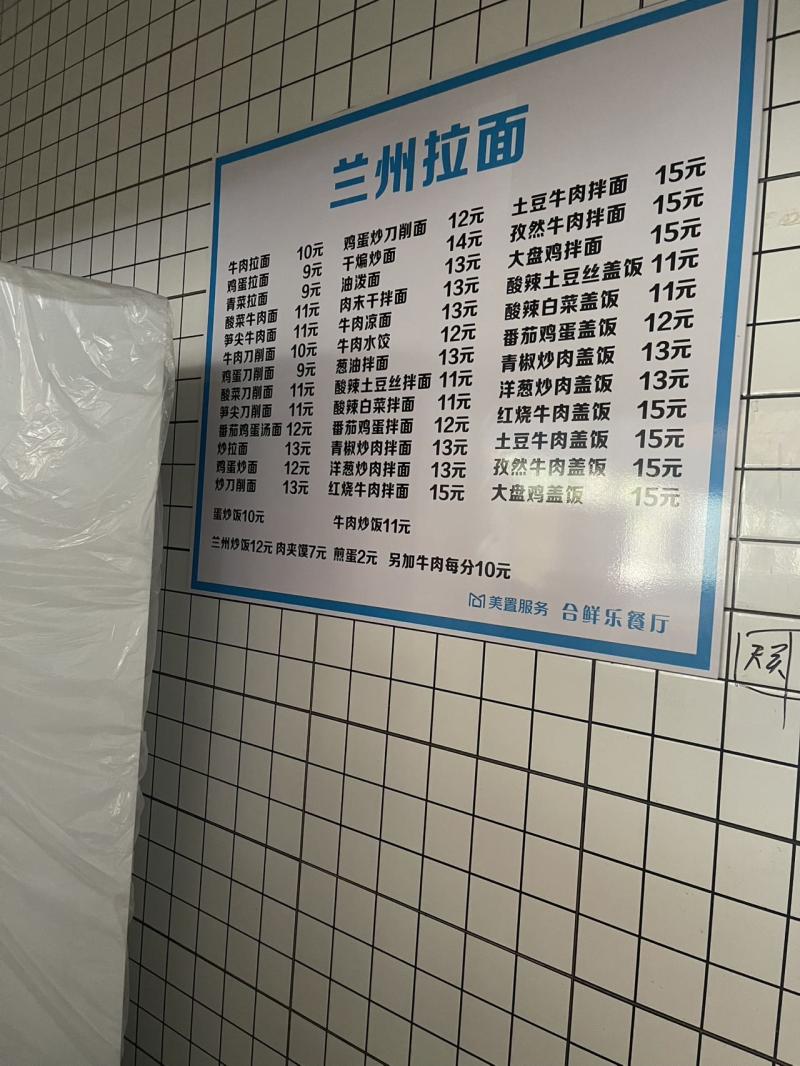 兰州拉面
牛肉拉面 10元
鸡蛋拉面 9元
青菜拉面 9元
酸菜牛肉面 11元
笋尖牛肉面 11元
牛肉刀削面 10元
鸡蛋刀削面 9元
酸菜刀削面 11元
笋尖刀削面 11元
番茄鸡蛋汤面 12元
炒拉面 13元
鸡蛋炒面 12元
炒刀削面 13元
鸡蛋炒刀削面 12元
干煸炒面 14元
油泼面 13元
肉末干拌面 13元
牛肉凉面 13元
牛肉水饺 12元
葱油拌面 13元
酸辣土豆丝拌面 11元
酸辣白菜拌面 11元
番茄鸡蛋拌面 12元
青椒炒肉拌面 13元
洋葱炒肉拌面 13元
红烧牛肉拌面 15元
土豆牛肉拌面 15元
孜然牛肉拌面 15元
大盘鸡拌面 15元
酸辣土豆丝盖饭 11元
酸辣白菜盖饭 11元
番茄鸡蛋盖饭 12元
青椒炒肉盖饭 13元
洋葱炒肉盖饭 13元
红烧牛肉盖饭 15元
土豆牛肉盖饭 15元
孜然牛肉盖饭 15元
大盘鸡盖饭 15元
蛋炒饭10元 牛肉炒饭11元
兰州炒饭12元 肉夹馍7元 煎蛋2元 另加牛肉每分10元
美置服务 合鲜乐餐厅